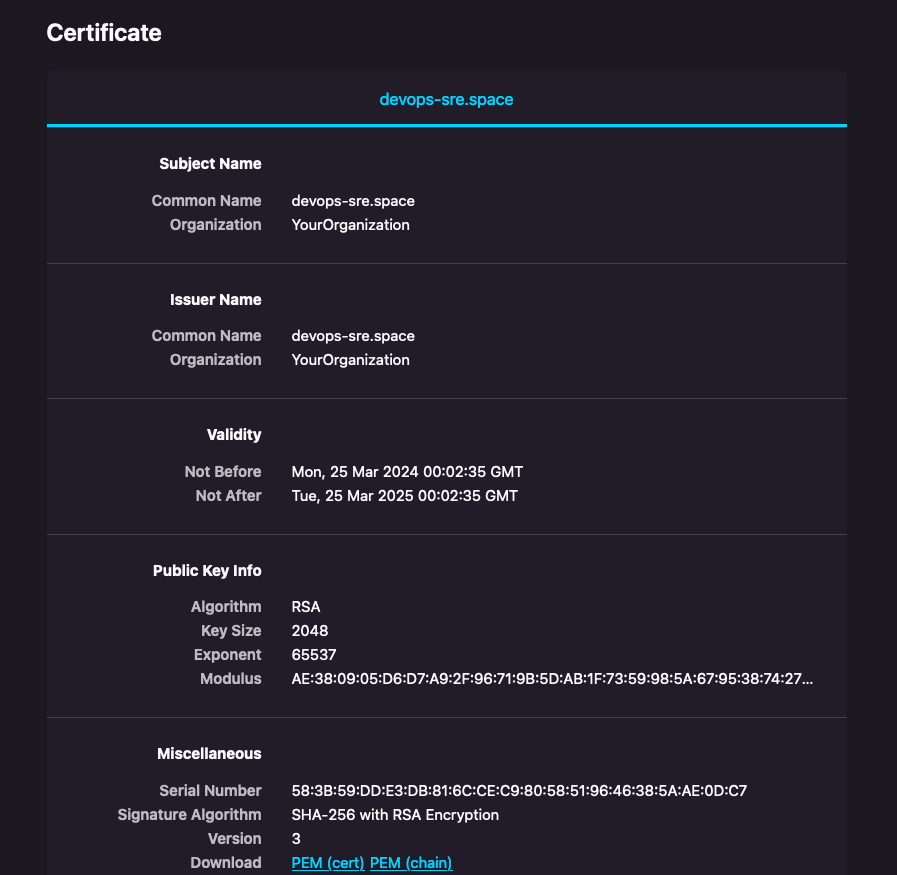 Certificate
devops-sre.space
Subject Name
Common Name devops-sre.space
Organization YourOrganization
Issuer Name
Common Name devops-sre.space
Organization YourOrganization
Validity
Not Before Mon, 25 Mar 2024 00:02:35 GMT
Not After Tue, 25 Mar 2025 00:02:35 GMT
Public Key Info
Algorithm RSA
Key Size 2048
Exponent 65537
Modulus AE:38:09:05:D6:D7:A9:2F:96:71:9B:5D:AB:1F:73:59:98:5A:67:95:38:74:27...
Miscellaneous
Serial Number 58:3B:59:DD:E3:DB:81:6C:CE:C9:80:58:51:96:46:38:5A:AE:0D:C7
Signature Algorithm SHA-256 with RSA Encryption
Version 3
Download PEM (cert) PEM (chain)